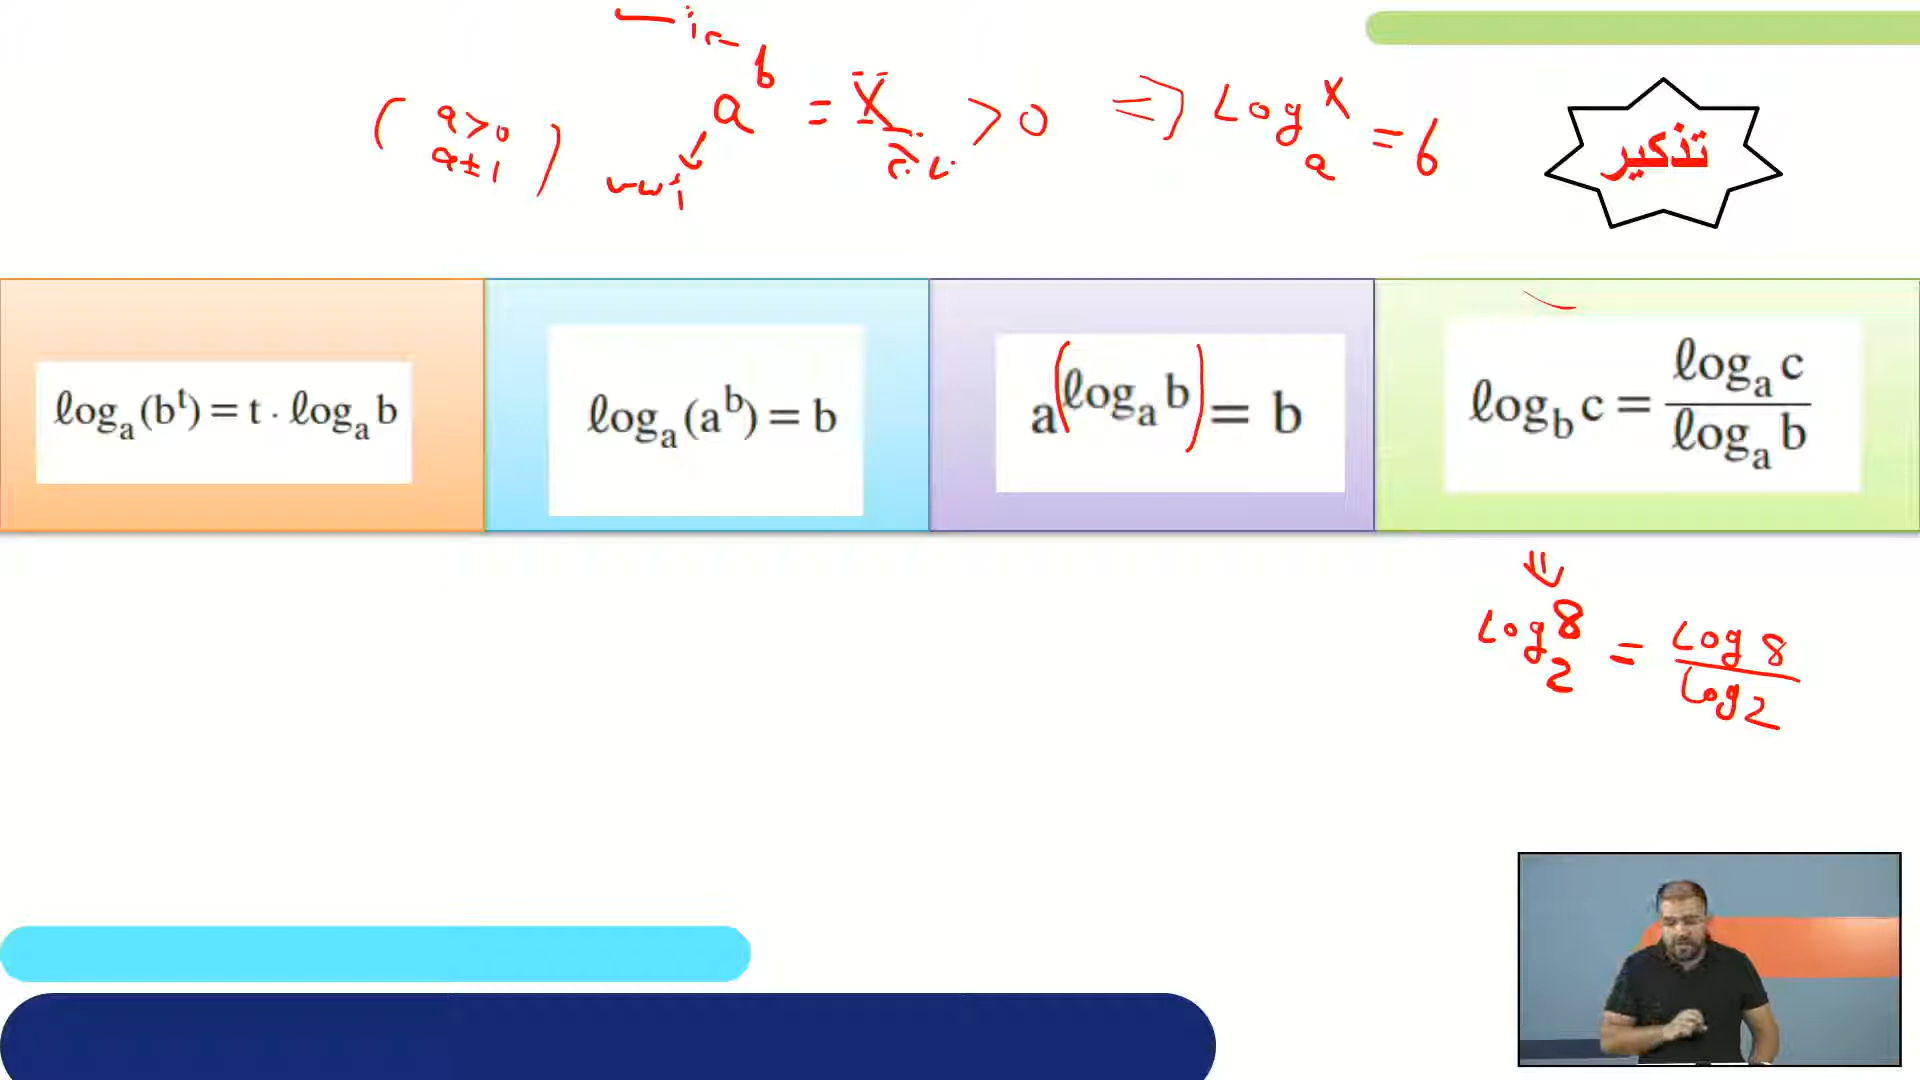 a^b = X > 0 ⇒ Log_a X = b
( a>0
a≠1 )
تذكير
ℓog_a(b^t) = t · ℓog_a b
ℓog_a(a^b) = b
a^(ℓog_a b) = b
ℓog_b c = ℓog_a c / ℓog_a b
⇓
Log_2 8 = Log 8 / Log 2